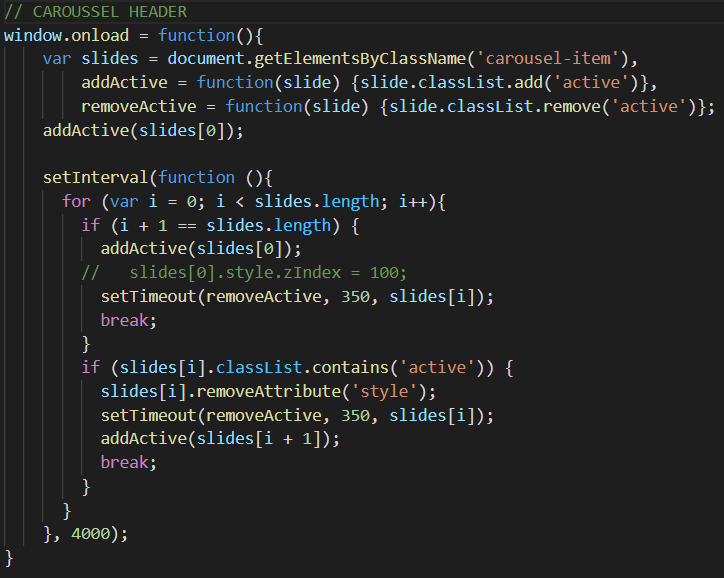 // CAROUSSEL HEADER
window.onload = function(){
    var slides = document.getElementsByClassName('carousel-item'),
        addActive = function(slide) {slide.classList.add('active')},
        removeActive = function(slide) {slide.classList.remove('active')};
    addActive(slides[0]);

    setInterval(function (){
      for (var i = 0; i < slides.length; i++){
        if (i + 1 == slides.length) {
          addActive(slides[0]);
        //   slides[0].style.zIndex = 100;
          setTimeout(removeActive, 350, slides[i]);
          break;
        }
        if (slides[i].classList.contains('active')) {
          slides[i].removeAttribute('style');
          setTimeout(removeActive, 350, slides[i]);
          addActive(slides[i + 1]);
          break;
        }
      }
    }, 4000);
}